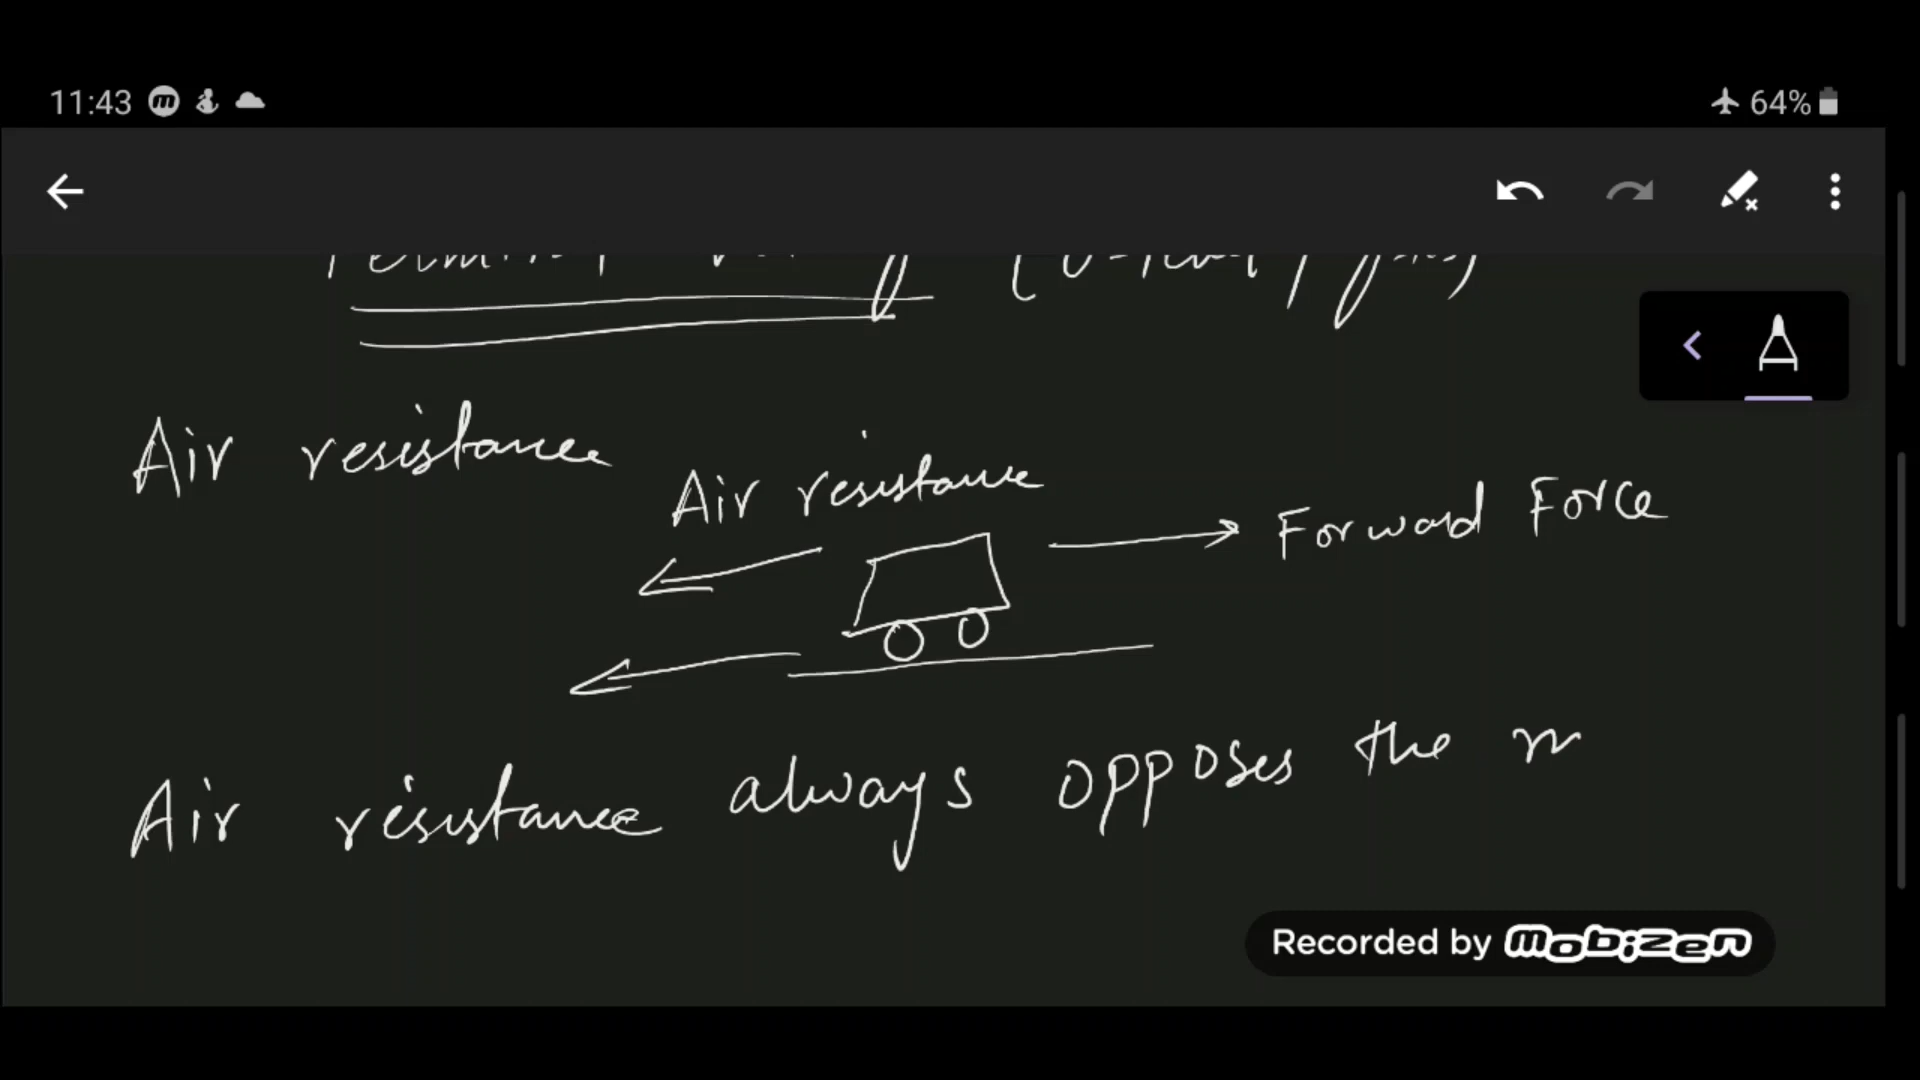 11:43
64%
Air resistance
Air resistance
Forward Force
Air resistance always opposes the m
Recorded by mobizen